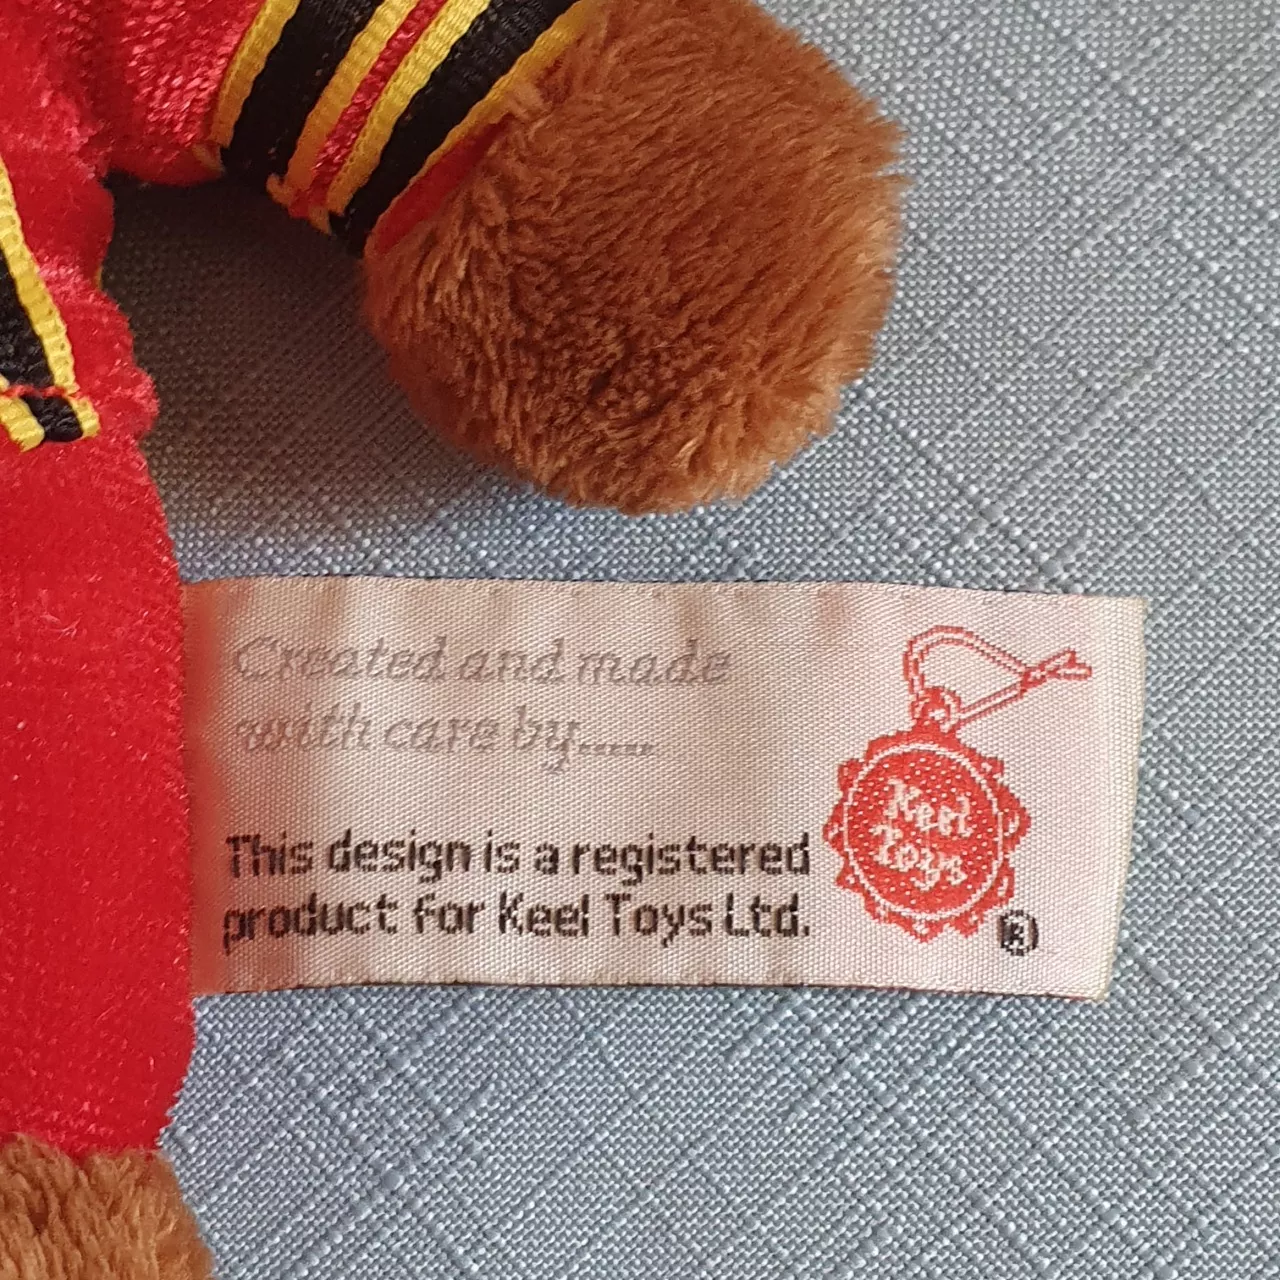 Created and made
with care by.....
This design is a registered
product for Keel Toys Ltd.
Keel
Toys
®